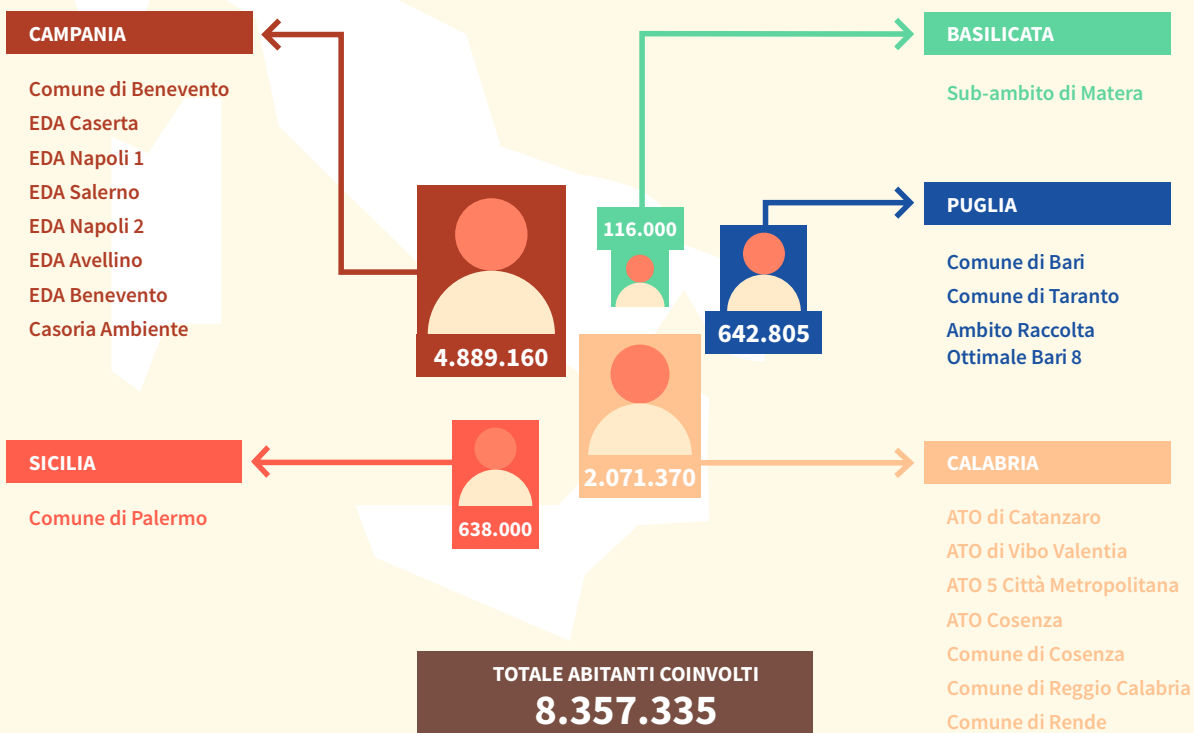 CAMPANIA
Comune di Benevento
EDA Caserta
EDA Napoli 1
EDA Salerno
EDA Napoli 2
EDA Avellino
EDA Benevento
Casoria Ambiente
4.889.160
BASILICATA
Sub-ambito di Matera
116.000
PUGLIA
Comune di Bari
Comune di Taranto
Ambito Raccolta
Ottimale Bari 8
642.805
SICILIA
Comune di Palermo
638.000
2.071.370
CALABRIA
ATO di Catanzaro
ATO di Vibo Valentia
ATO 5 Città Metropolitana
ATO Cosenza
Comune di Cosenza
Comune di Reggio Calabria
Comune di Rende
TOTALE ABITANTI COINVOLTI
8.357.335